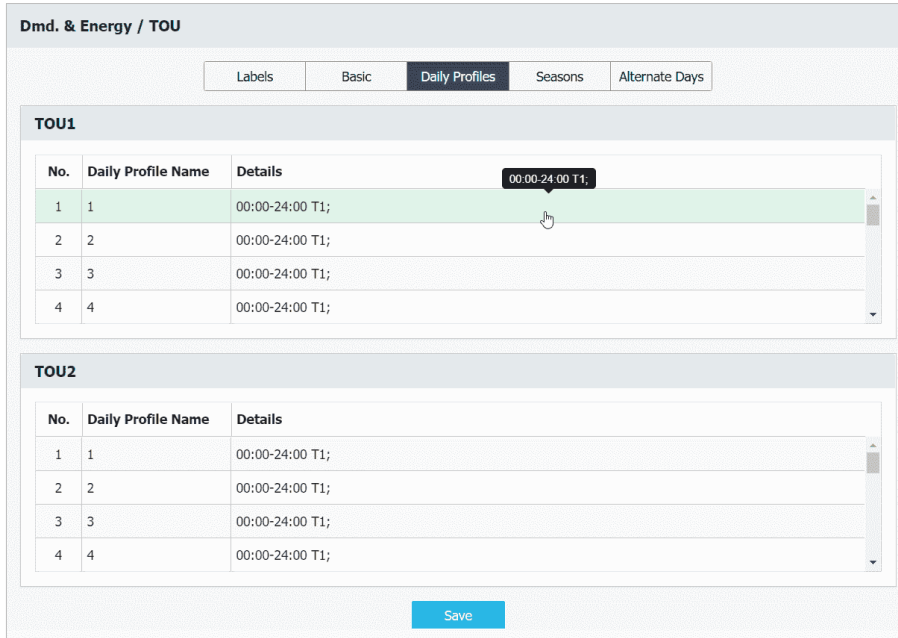 Dmd. & Energy / TOU
Labels Basic Daily Profiles Seasons Alternate Days
TOU1
No. Daily Profile Name Details
00:00-24:00 T1;
1 1 00:00-24:00 T1;
2 2 00:00-24:00 T1;
3 3 00:00-24:00 T1;
4 4 00:00-24:00 T1;
TOU2
No. Daily Profile Name Details
1 1 00:00-24:00 T1;
2 2 00:00-24:00 T1;
3 3 00:00-24:00 T1;
4 4 00:00-24:00 T1;
Save